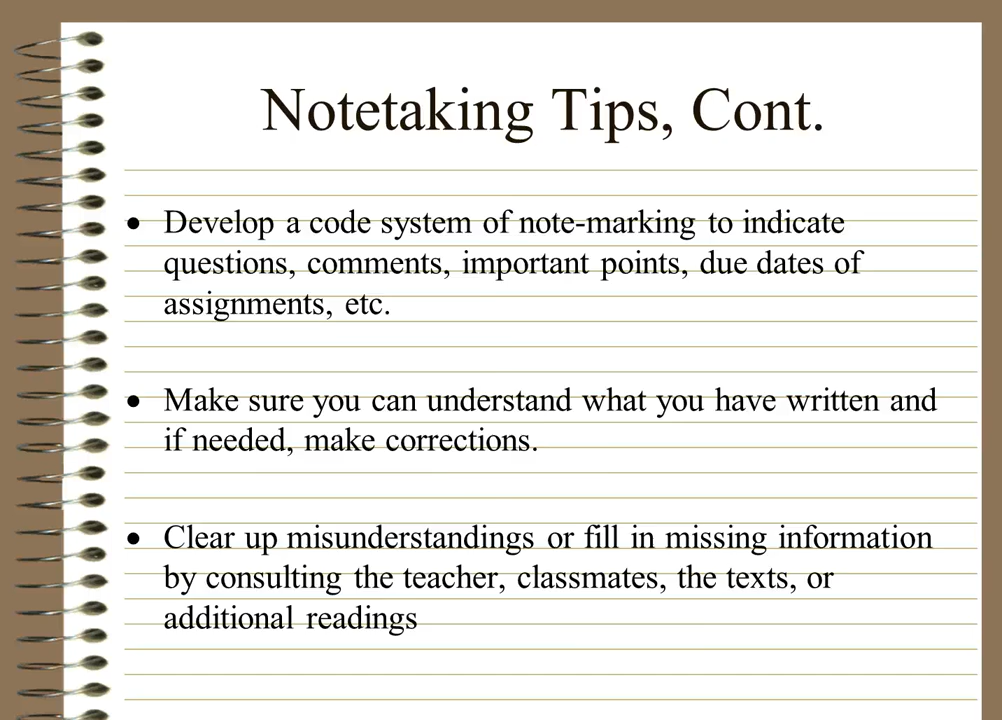 Notetaking Tips, Cont.
• Develop a code system of note-marking to indicate
questions, comments, important points, due dates of
assignments, etc.
• Make sure you can understand what you have written and
if needed, make corrections.
• Clear up misunderstandings or fill in missing information
by consulting the teacher, classmates, the texts, or
additional readings